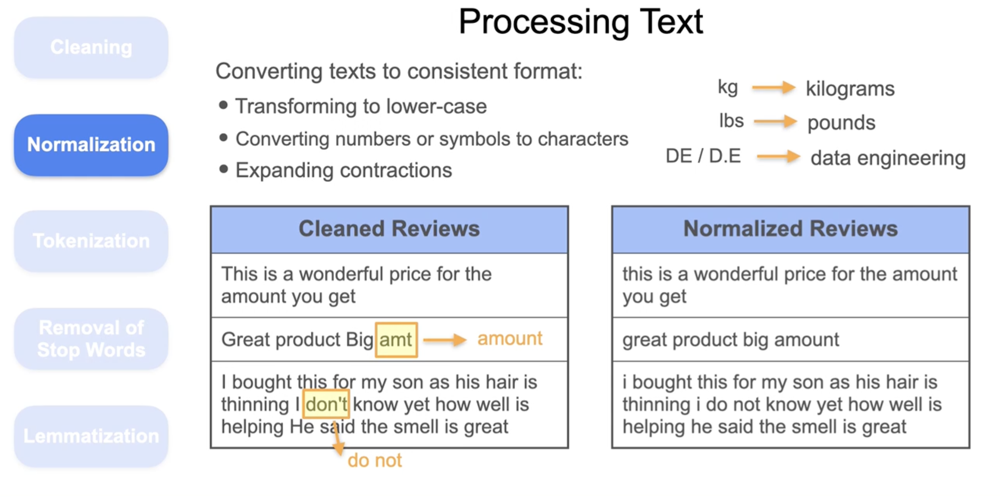 Processing Text
Cleaning
Normalization
Tokenization
Removal of
Stop Words
Lemmatization
Converting texts to consistent format:
• Transforming to lower-case
• Converting numbers or symbols to characters
• Expanding contractions
kg → kilograms
lbs → pounds
DE / D.E → data engineering
Cleaned Reviews
This is a wonderful price for the
amount you get
Great product Big amt → amount
I bought this for my son as his hair is
thinning I don't know yet how well is
helping He said the smell is great
do not
Normalized Reviews
this is a wonderful price for the amount
you get
great product big amount
i bought this for my son as his hair is
thinning i do not know yet how well is
helping he said the smell is great